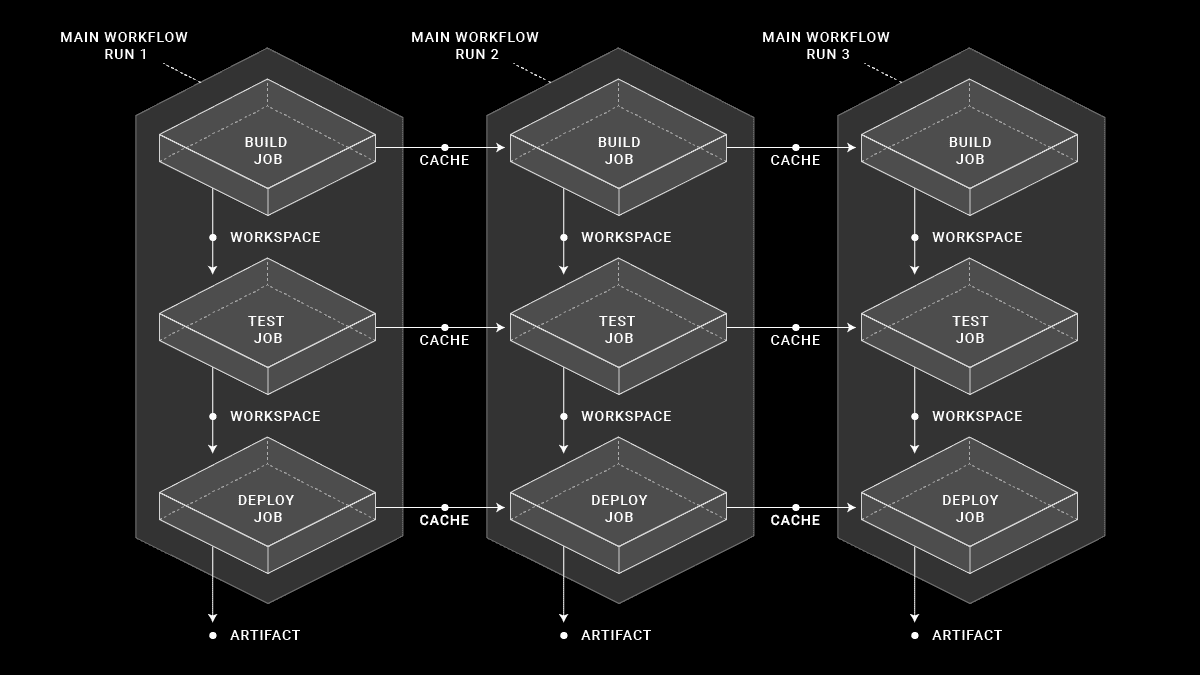 MAIN WORKFLOW
RUN 1
MAIN WORKFLOW
RUN 2
MAIN WORKFLOW
RUN 3
BUILD
JOB
CACHE
BUILD
JOB
CACHE
BUILD
JOB
WORKSPACE
WORKSPACE
WORKSPACE
TEST
JOB
CACHE
TEST
JOB
CACHE
TEST
JOB
WORKSPACE
WORKSPACE
WORKSPACE
DEPLOY
JOB
CACHE
DEPLOY
JOB
CACHE
DEPLOY
JOB
ARTIFACT
ARTIFACT
ARTIFACT